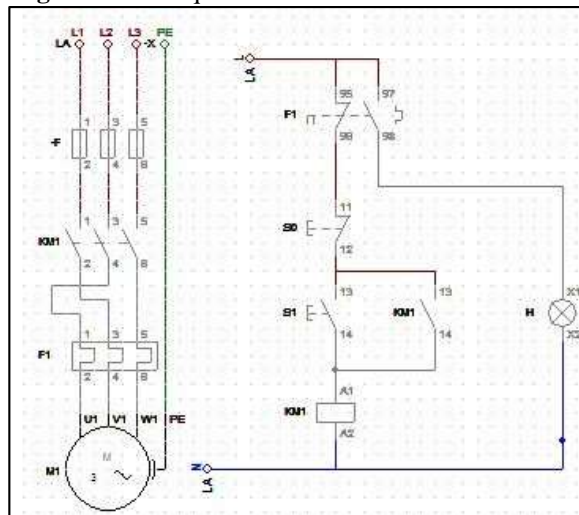 L1 L2 L3 -X PE
LA
1 3 5
-F
2 4 6
1 3 5
KM1
2 4 6
1 3 5
F1
2 4 6
U1 V1 W1 PE
M
M1
3
L
LA
95 97
F1
96 98
11
S0
12
13 13
S1 KM1
14 14
X1
H
X2
A1
KM1
A2
N
LA